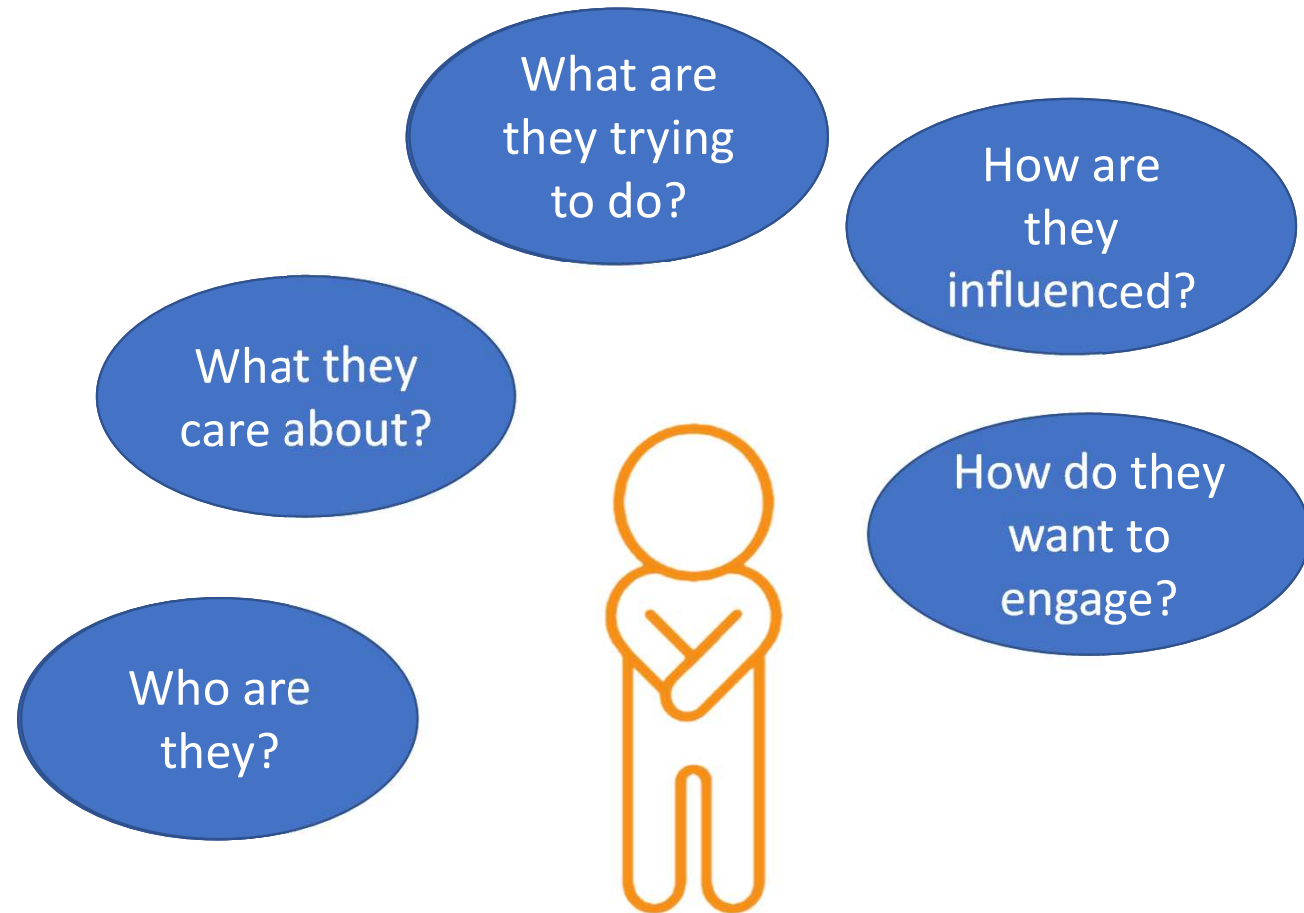 What are
they trying
to do?
How are
they
influenced?
What they
care about?
How do they
want to
engage?
Who are
they?